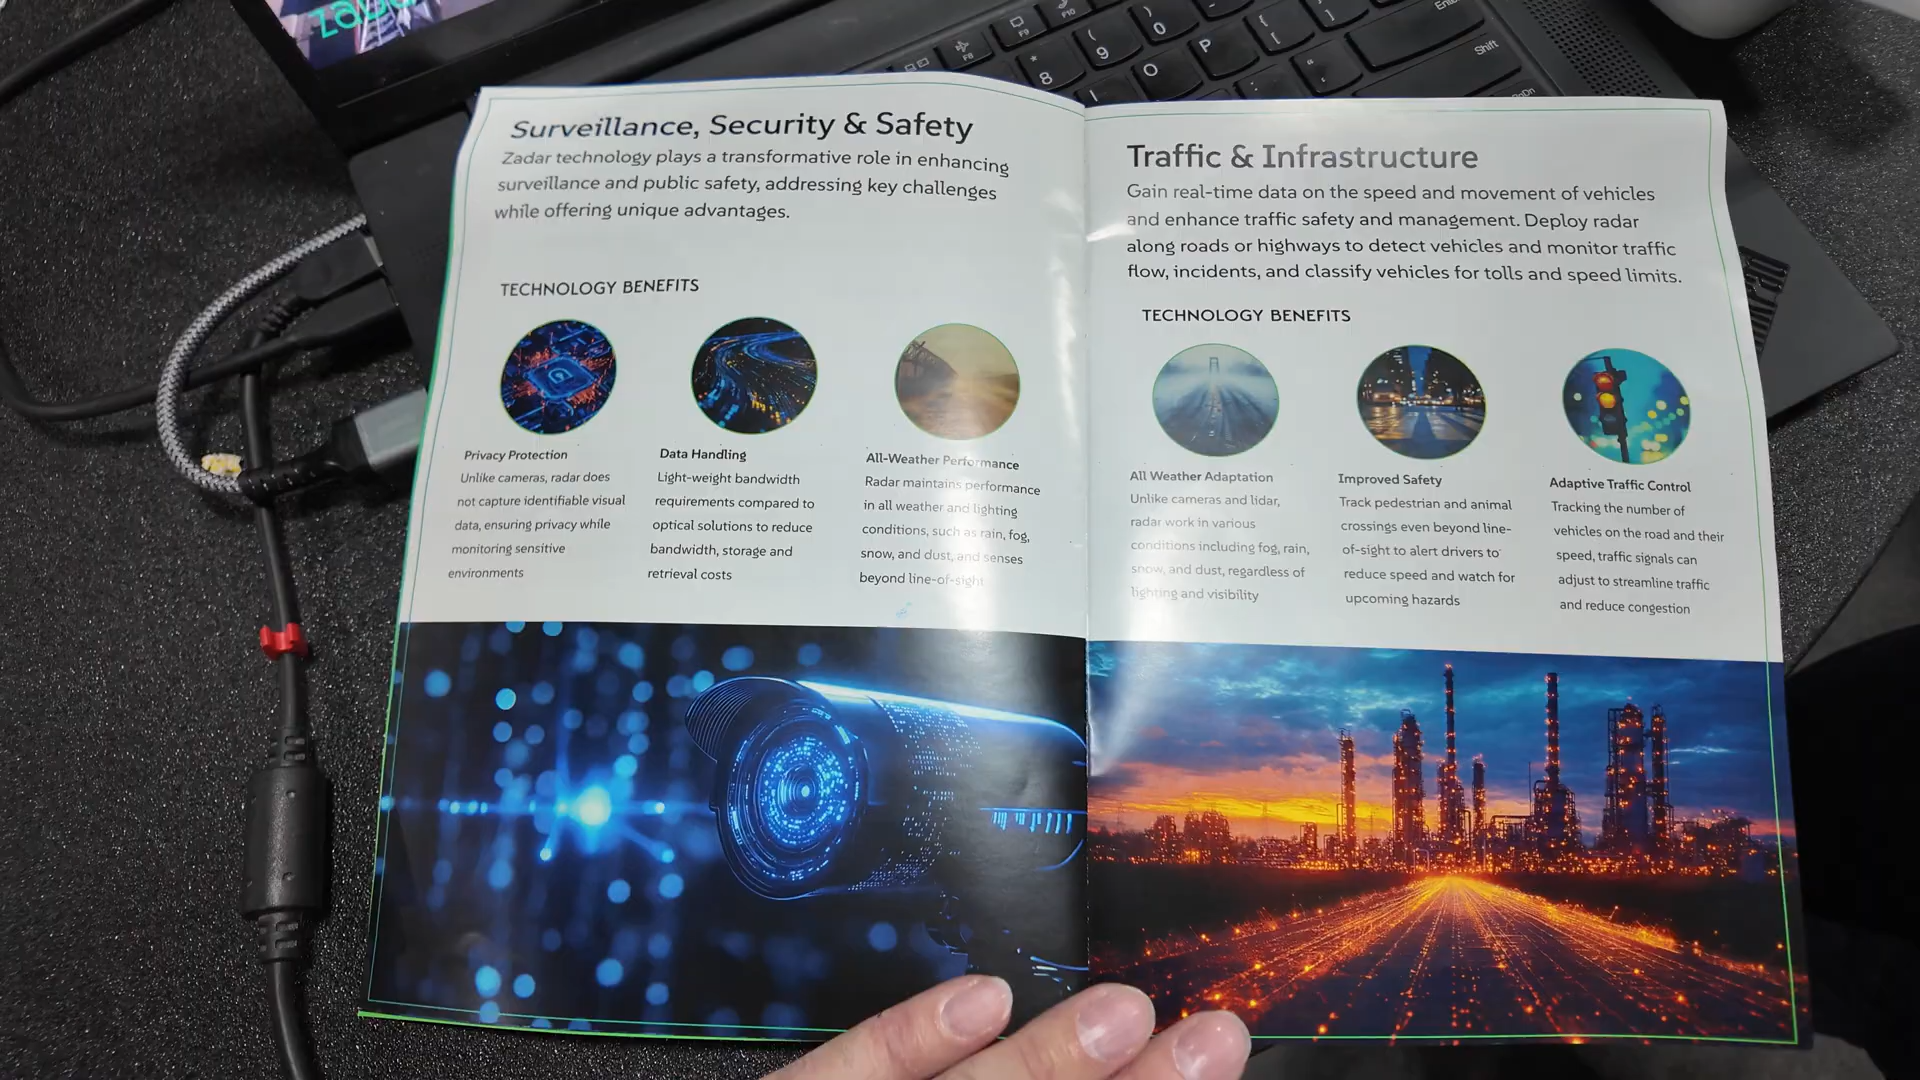 zadar
Surveillance, Security & Safety
Zadar technology plays a transformative role in enhancing
surveillance and public safety, addressing key challenges
while offering unique advantages.
TECHNOLOGY BENEFITS
Privacy Protection
Unlike cameras, radar does
not capture identifiable visual
data, ensuring privacy while
monitoring sensitive
environments
Data Handling
Light-weight bandwidth
requirements compared to
optical solutions to reduce
bandwidth, storage and
retrieval costs
All-Weather Performance
Radar maintains performance
in all weather and lighting
conditions, such as rain, fog,
snow, and dust, and senses
beyond line-of-sight
Traffic & Infrastructure
Gain real-time data on the speed and movement of vehicles
and enhance traffic safety and management. Deploy radar
along roads or highways to detect vehicles and monitor traffic
flow, incidents, and classify vehicles for tolls and speed limits.
TECHNOLOGY BENEFITS
All Weather Adaptation
Unlike cameras and lidar,
radar work in various
conditions including fog, rain,
snow, and dust, regardless of
lighting and visibility
Improved Safety
Track pedestrian and animal
crossings even beyond line-
of-sight to alert drivers to
reduce speed and watch for
upcoming hazards
Adaptive Traffic Control
Tracking the number of
vehicles on the road and their
speed, traffic signals can
adjust to streamline traffic
and reduce congestion
F8
F9
F10
* 8
( 9
) 0
I
O
P
Enter
Shift